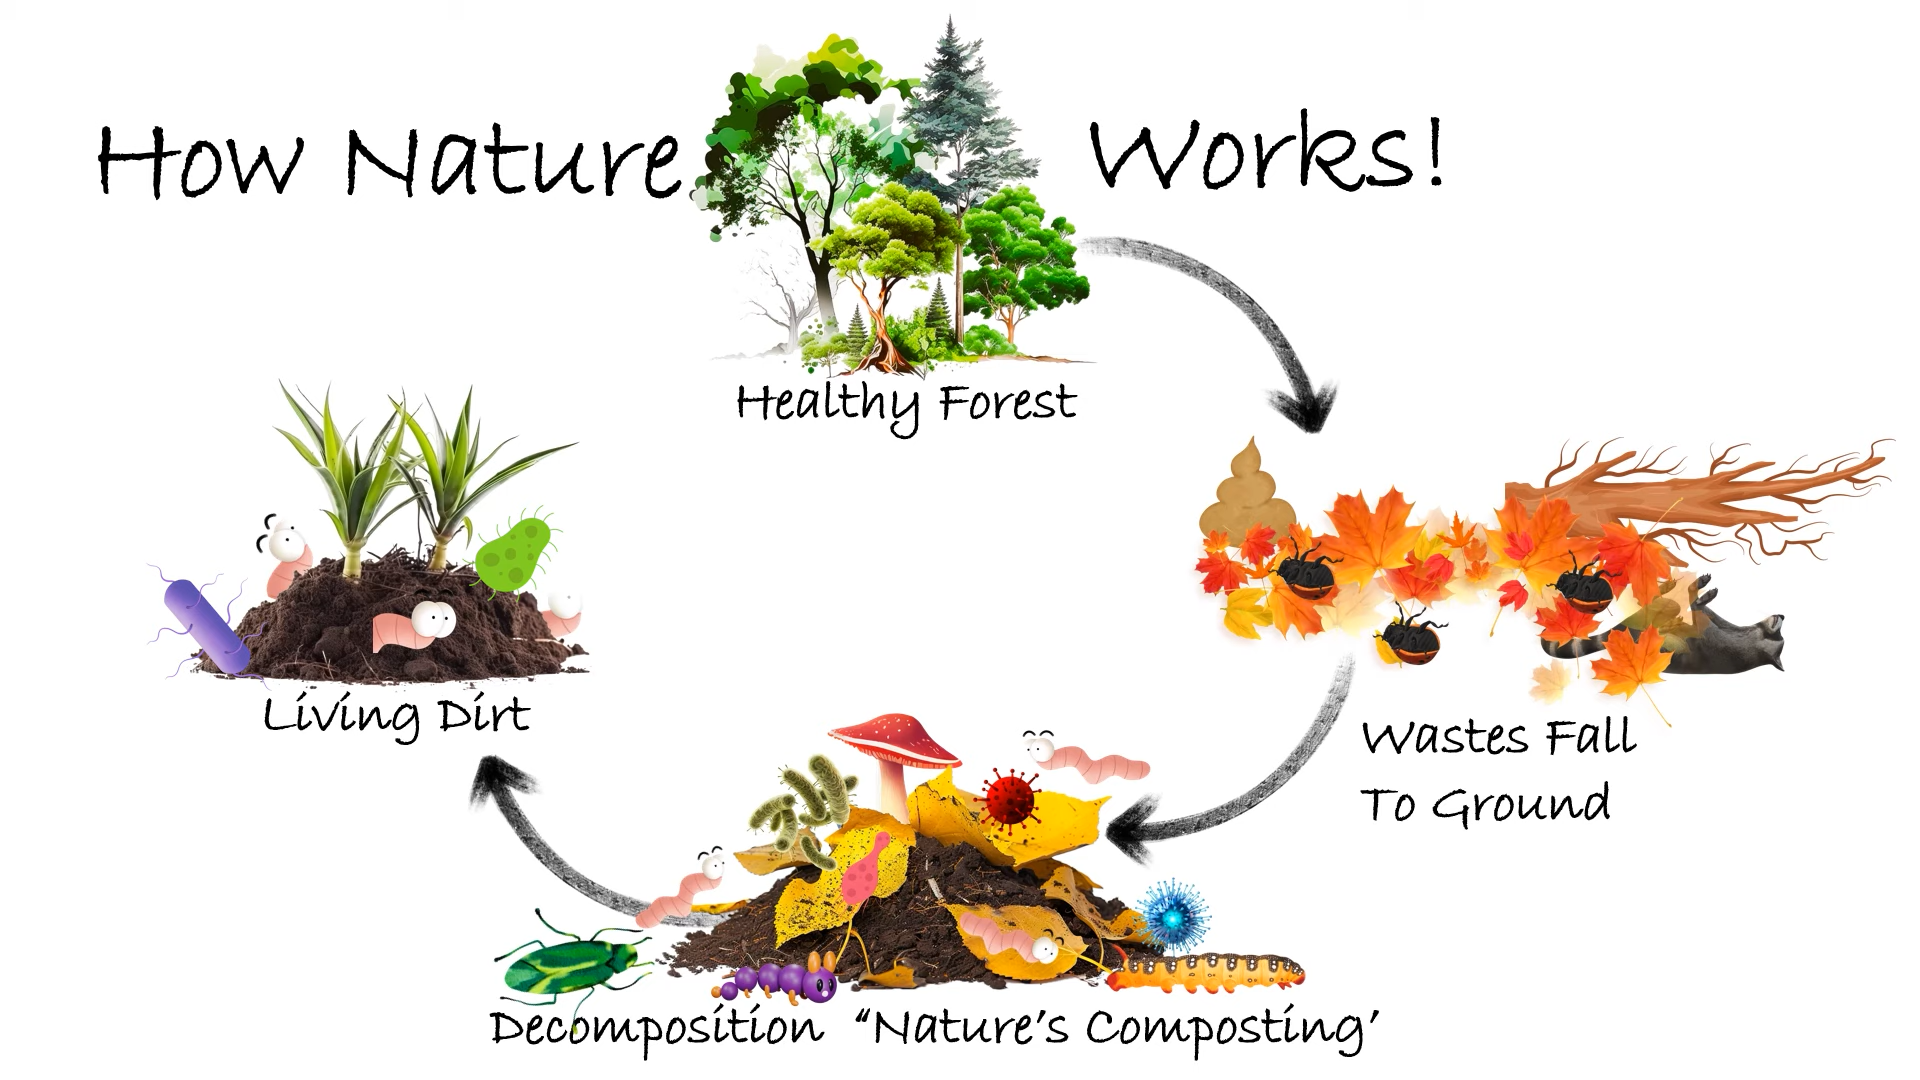 How Nature Works!
Healthy Forest
Wastes Fall
To Ground
Decomposition “Nature’s Composting’
Living Dirt